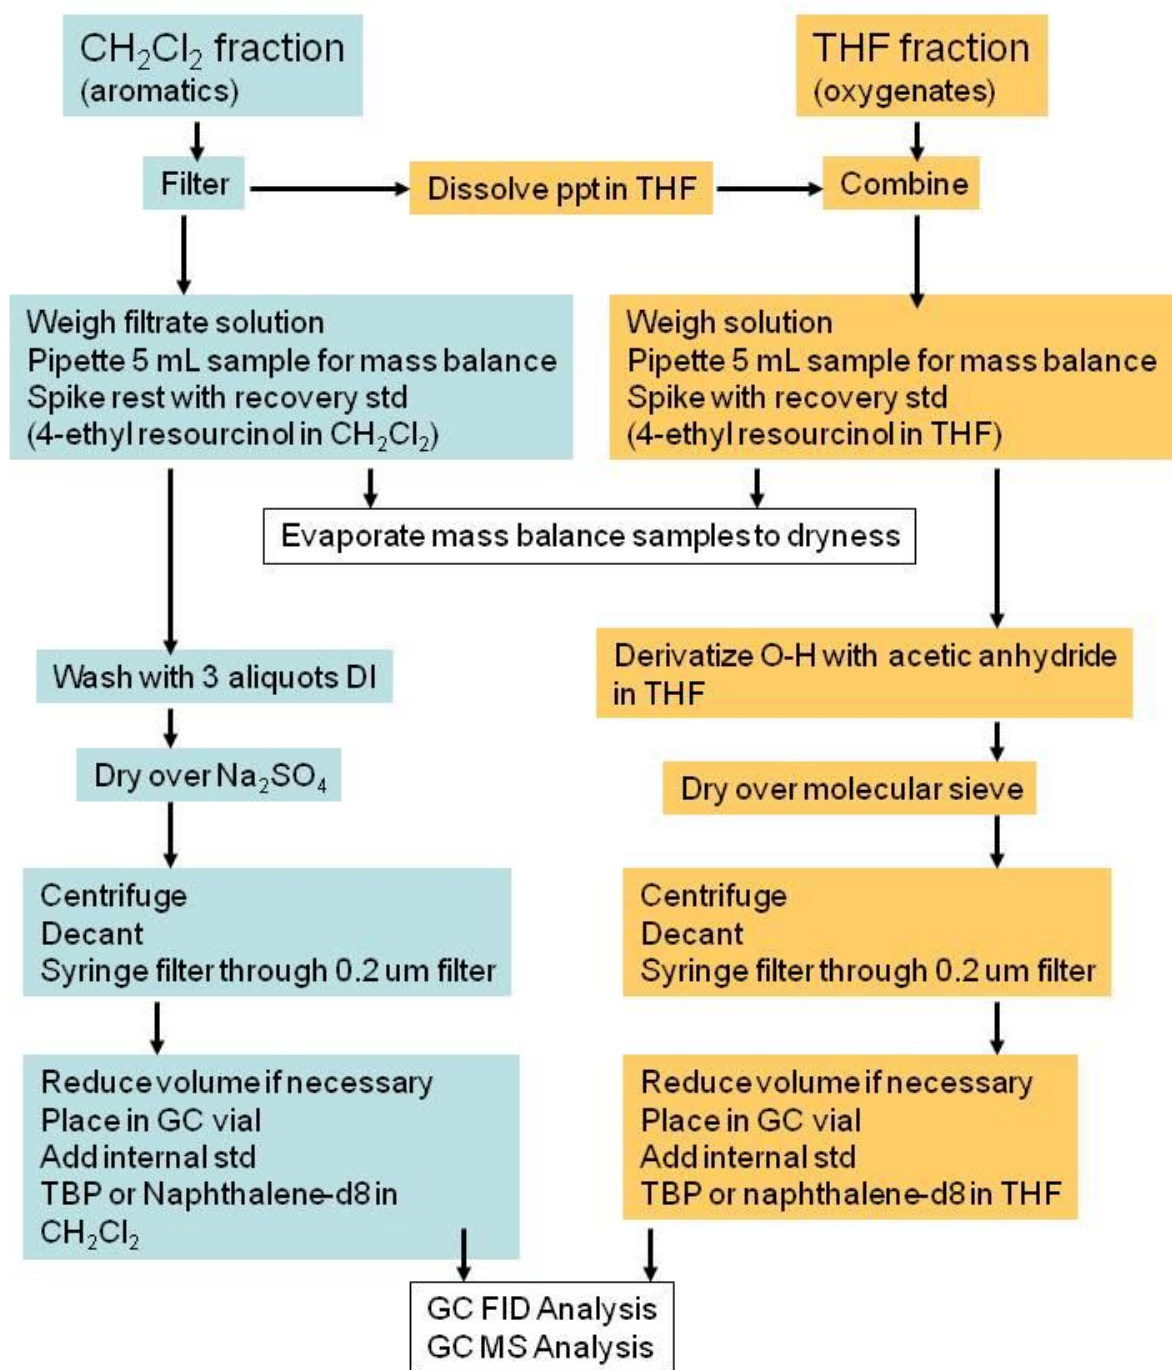 CH₂Cl₂ fraction
(aromatics)
THF fraction
(oxygenates)
Filter
Dissolve ppt in THF
Combine
Weigh filtrate solution
Pipette 5 mL sample for mass balance
Spike rest with recovery std
(4-ethyl resourcinol in CH₂Cl₂)
Weigh solution
Pipette 5 mL sample for mass balance
Spike with recovery std
(4-ethyl resourcinol in THF)
Evaporate mass balance samples to dryness
Wash with 3 aliquots DI
Derivatize O-H with acetic anhydride
in THF
Dry over Na₂SO₄
Dry over molecular sieve
Centrifuge
Decant
Syringe filter through 0.2 um filter
Centrifuge
Decant
Syringe filter through 0.2 um filter
Reduce volume if necessary
Place in GC vial
Add internal std
TBP or Naphthalene-d8 in
CH₂Cl₂
Reduce volume if necessary
Place in GC vial
Add internal std
TBP or naphthalene-d8 in THF
GC FID Analysis
GC MS Analysis